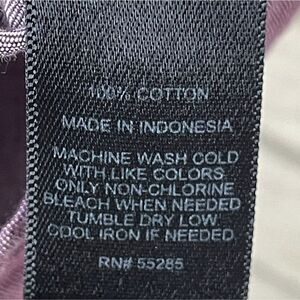 100% COTTON
MADE IN INDONESIA
MACHINE WASH COLD
WITH LIKE COLORS
ONLY NON-CHLORINE
BLEACH WHEN NEEDED
TUMBLE DRY LOW
COOL IRON IF NEEDED
RN# 55285